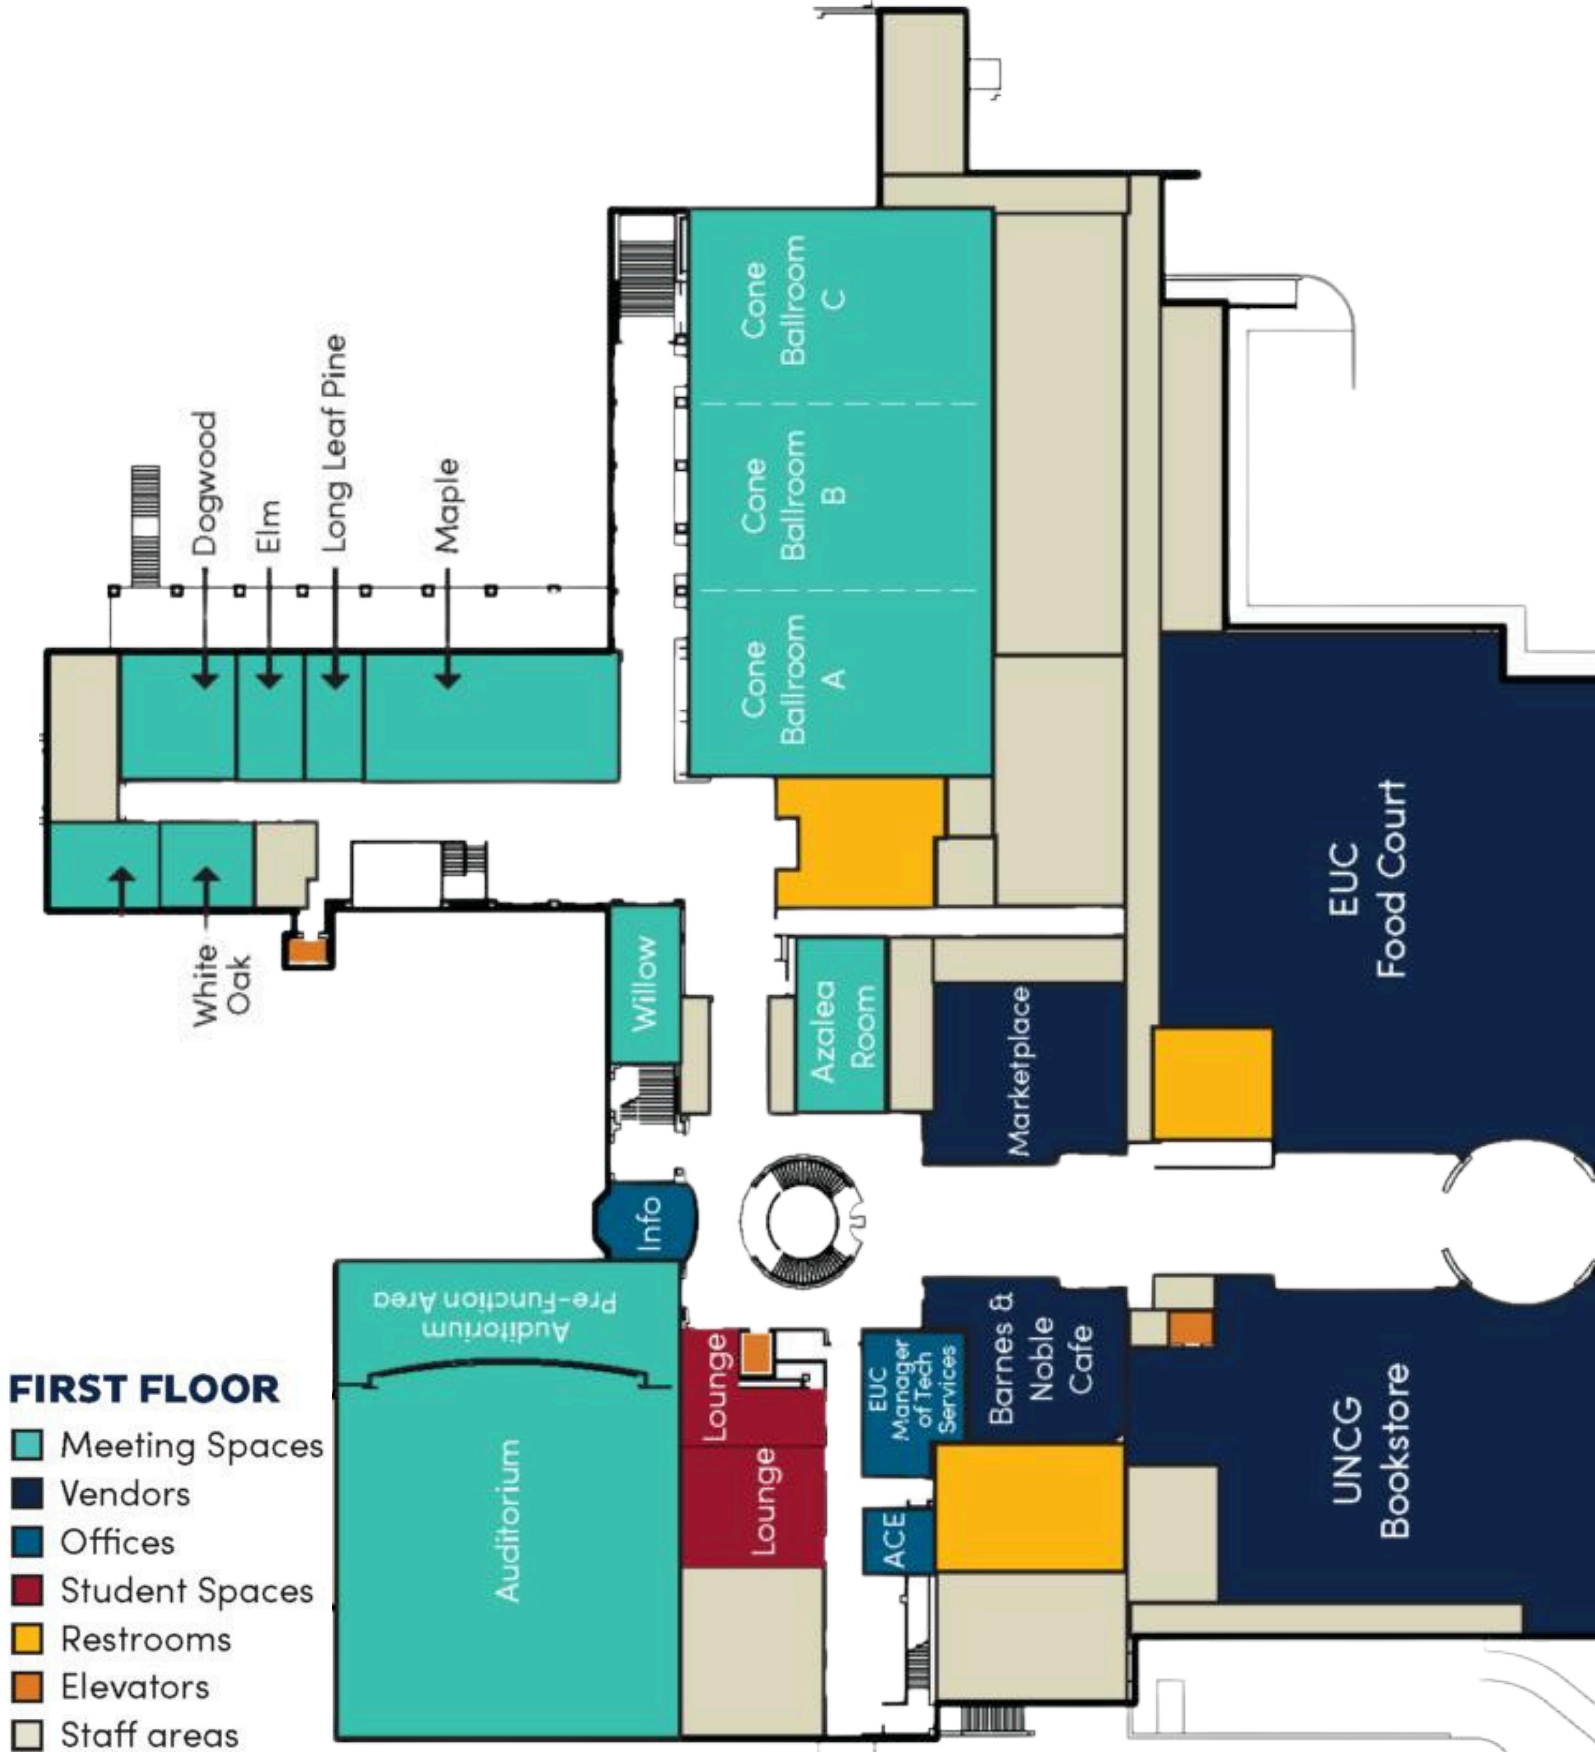 Cone
Ballroom
C
Cone
Ballroom
B
Cone
Ballroom
A
Dogwood
Elm
Long Leaf Pine
Maple
White
Oak
Willow
Azalea
Room
Marketplace
EUC
Food Court
Info
Auditorium
Pre-Function Area
Auditorium
Lounge
Lounge
EUC
Manager
of Tech
Services
ACE
Barnes &
Noble
Cafe
UNCG
Bookstore
FIRST FLOOR
Meeting Spaces
Vendors
Offices
Student Spaces
Restrooms
Elevators
Staff areas